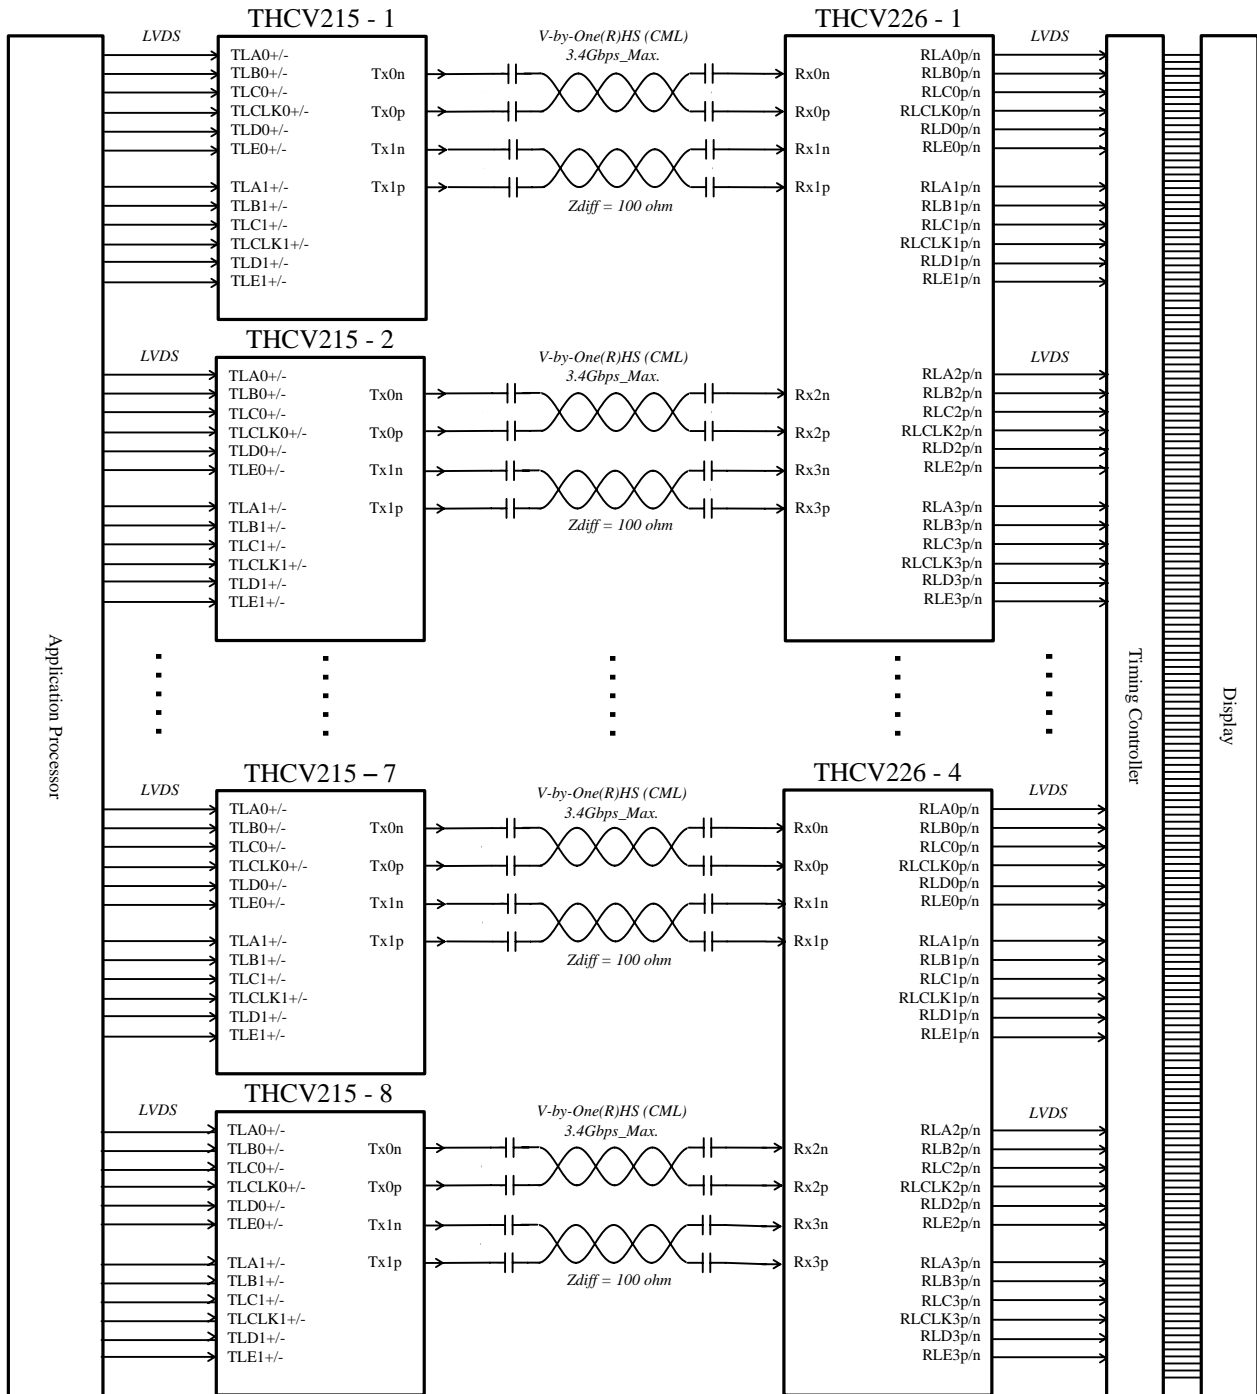 THCV215 - 1
THCV226 - 1
LVDS
V-by-One(R)HS (CML)
3.4Gbps_Max.
LVDS
TLA0+/-
TLB0+/-
TLC0+/-
TLCLK0+/-
TLD0+/-
TLE0+/-
TLA1+/-
TLB1+/-
TLC1+/-
TLCLK1+/-
TLD1+/-
TLE1+/-
Tx0n
Tx0p
Tx1n
Tx1p
Zdiff = 100 ohm
Rx0n
Rx0p
Rx1n
Rx1p
RLA0p/n
RLB0p/n
RLC0p/n
RLCLK0p/n
RLD0p/n
RLE0p/n
RLA1p/n
RLB1p/n
RLC1p/n
RLCLK1p/n
RLD1p/n
RLE1p/n
THCV215 - 2
LVDS
V-by-One(R)HS (CML)
3.4Gbps_Max.
LVDS
TLA0+/-
TLB0+/-
TLC0+/-
TLCLK0+/-
TLD0+/-
TLE0+/-
TLA1+/-
TLB1+/-
TLC1+/-
TLCLK1+/-
TLD1+/-
TLE1+/-
Tx0n
Tx0p
Tx1n
Tx1p
Zdiff = 100 ohm
Rx2n
Rx2p
Rx3n
Rx3p
RLA2p/n
RLB2p/n
RLC2p/n
RLCLK2p/n
RLD2p/n
RLE2p/n
RLA3p/n
RLB3p/n
RLC3p/n
RLCLK3p/n
RLD3p/n
RLE3p/n
Application Processor
Timing Controller
Display
THCV215 – 7
THCV226 - 4
LVDS
V-by-One(R)HS (CML)
3.4Gbps_Max.
LVDS
TLA0+/-
TLB0+/-
TLC0+/-
TLCLK0+/-
TLD0+/-
TLE0+/-
TLA1+/-
TLB1+/-
TLC1+/-
TLCLK1+/-
TLD1+/-
TLE1+/-
Tx0n
Tx0p
Tx1n
Tx1p
Zdiff = 100 ohm
Rx0n
Rx0p
Rx1n
Rx1p
RLA0p/n
RLB0p/n
RLC0p/n
RLCLK0p/n
RLD0p/n
RLE0p/n
RLA1p/n
RLB1p/n
RLC1p/n
RLCLK1p/n
RLD1p/n
RLE1p/n
THCV215 - 8
LVDS
V-by-One(R)HS (CML)
3.4Gbps_Max.
LVDS
TLA0+/-
TLB0+/-
TLC0+/-
TLCLK0+/-
TLD0+/-
TLE0+/-
TLA1+/-
TLB1+/-
TLC1+/-
TLCLK1+/-
TLD1+/-
TLE1+/-
Tx0n
Tx0p
Tx1n
Tx1p
Zdiff = 100 ohm
Rx2n
Rx2p
Rx3n
Rx3p
RLA2p/n
RLB2p/n
RLC2p/n
RLCLK2p/n
RLD2p/n
RLE2p/n
RLA3p/n
RLB3p/n
RLC3p/n
RLCLK3p/n
RLD3p/n
RLE3p/n